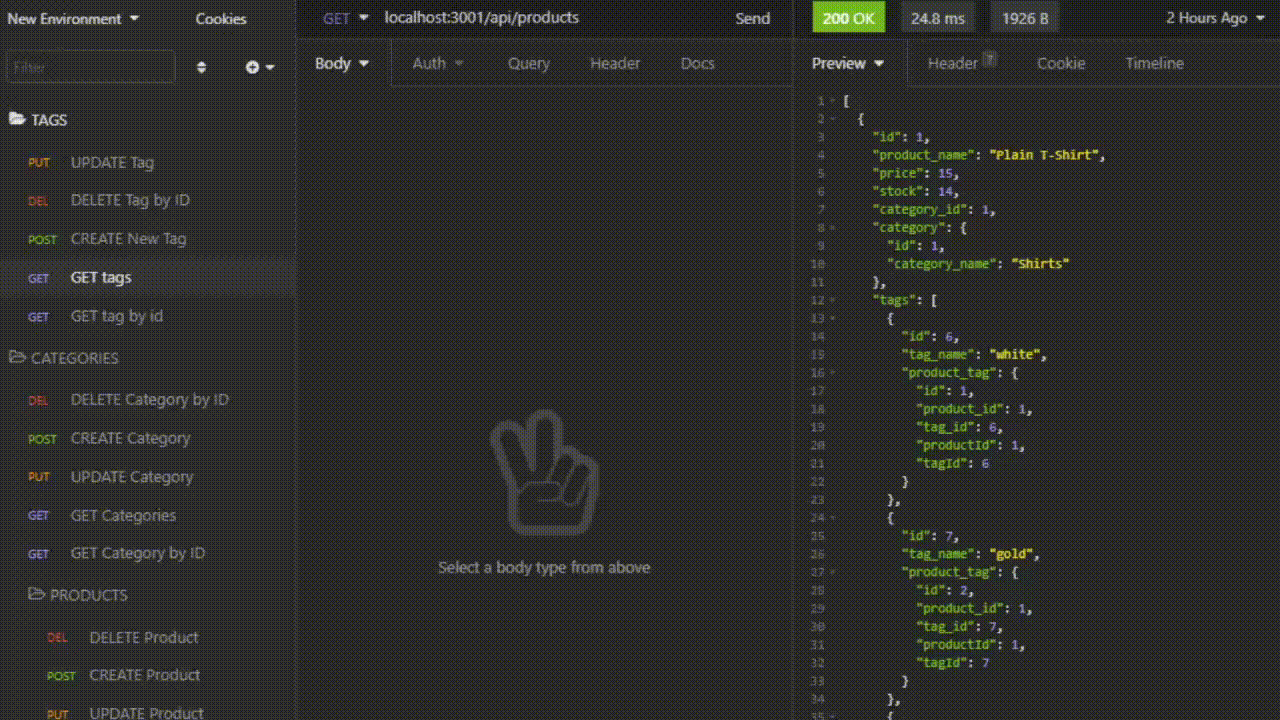 New Environment
Cookies
Filter
TAGS
PUT UPDATE Tag
DEL DELETE Tag by ID
POST CREATE New Tag
GET GET tags
GET GET tag by id
CATEGORIES
DEL DELETE Category by ID
POST CREATE Category
PUT UPDATE Category
GET GET Categories
GET GET Category by ID
PRODUCTS
DEL DELETE Product
POST CREATE Product
PUT UPDATE Product
GET localhost:3001/api/products Send
Body Auth Query Header Docs
Select a body type from above
200 OK 24.8 ms 1926 B 2 Hours Ago
Preview Header 7 Cookie Timeline
1 [
2 {
3 "id": 1,
4 "product_name": "Plain T-Shirt",
5 "price": 15,
6 "stock": 14,
7 "category_id": 1,
8 "category": {
9 "id": 1,
10 "category_name": "Shirts"
11 },
12 "tags": [
13 {
14 "id": 6,
15 "tag_name": "white",
16 "product_tag": {
17 "id": 1,
18 "product_id": 1,
19 "tag_id": 6,
20 "productId": 1,
21 "tagId": 6
22 }
23 },
24 {
25 "id": 7,
26 "tag_name": "gold",
27 "product_tag": {
28 "id": 2,
29 "product_id": 1,
30 "tag_id": 7,
31 "productId": 1,
32 "tagId": 7
33 }
34 },
35 {